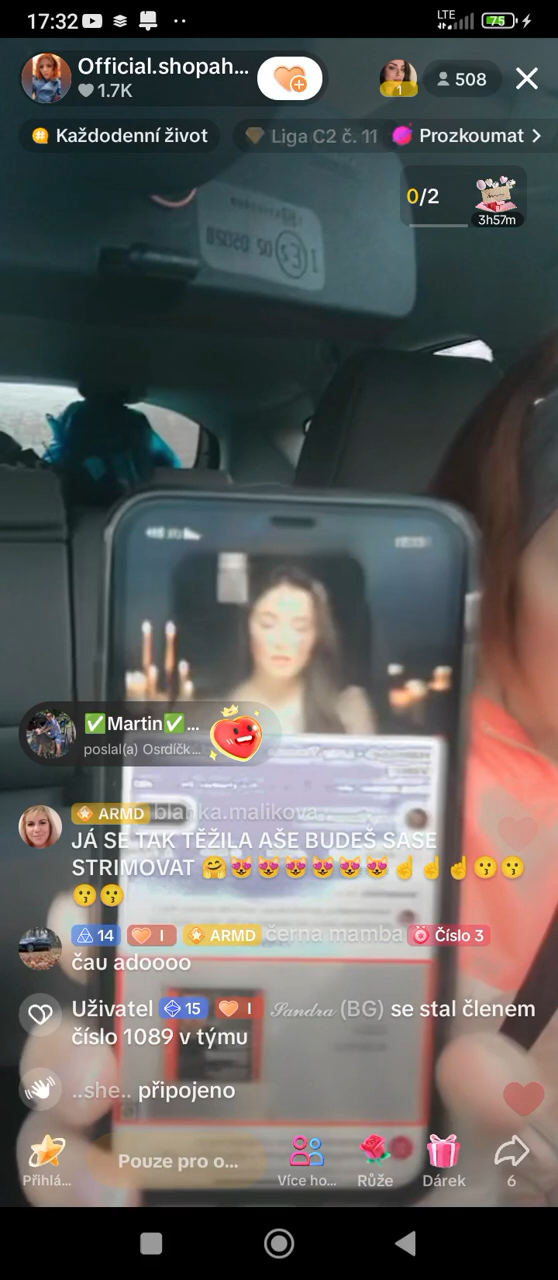 17:32
LTE
75
Official.shopah...
1.7K
1
508
Každodenní život
Liga C2 č. 11
Prozkoumat
0/2
3h57m
✅Martin✅...
poslal(a) Osrdíčk...
ARMD blanka.malikova
JÁ SE TAK TĚŽILA AŠE BUDEŠ SASE
STRIMOVAT 🤗😻😻😻😻😻😻☝☝☝😗😗
😗😗
14 I ARMD černa mamba Číslo 3
čau adoooo
Uživatel 15 I 𝒮𝒶𝓃𝒹𝓇𝒶 (BG) se stal členem
číslo 1089 v týmu
..she.. připojeno
Přihlá...
Pouze pro o...
Více ho...
Růže
Dárek
6